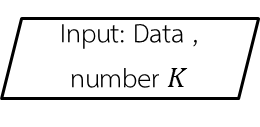 Input: Data ,
number K